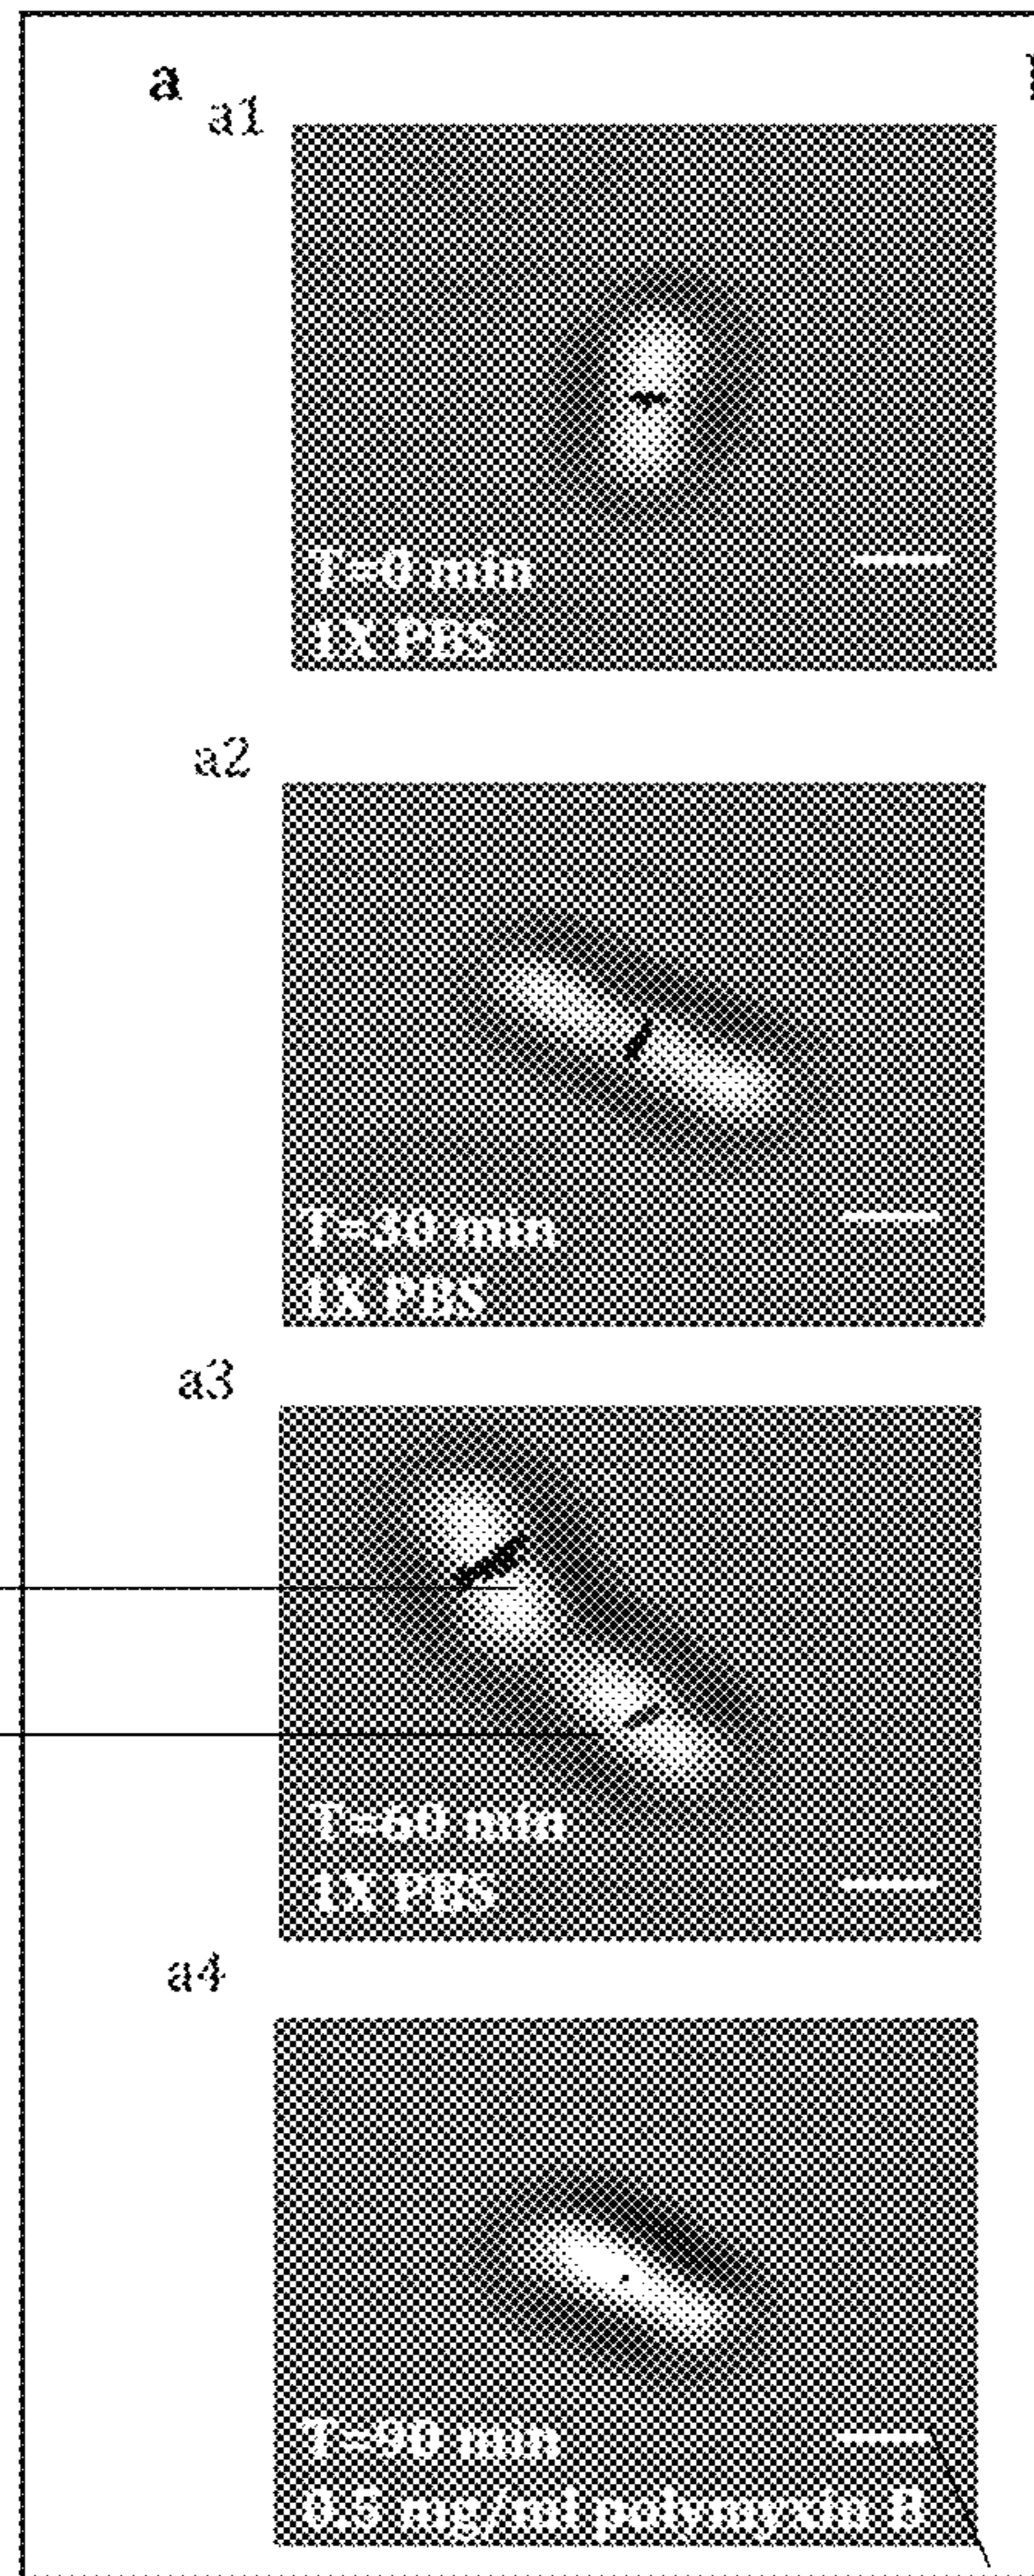 a
a1
T=0 min
1X PBS
a2
T=30 min
1X PBS
a3
T=60 min
1X PBS
a4
T=90 min
0.5 mg/ml polymyxin B